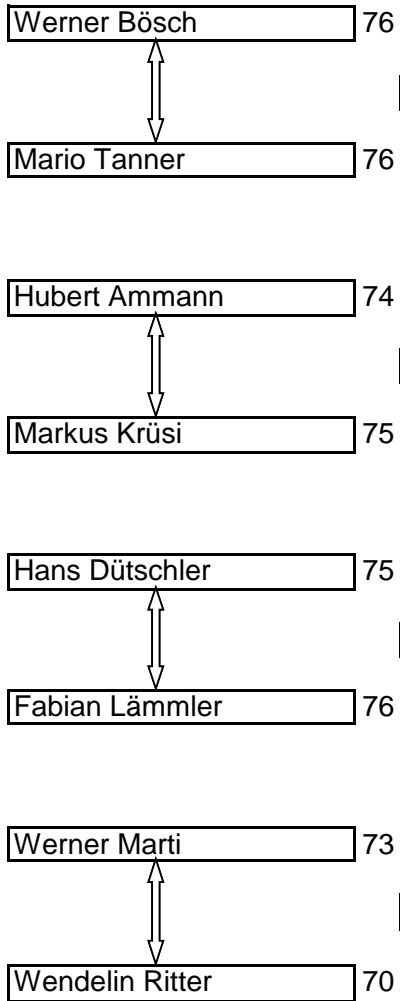 Werner Bösch 76
Mario Tanner 76
Hubert Ammann 74
Markus Krüsi 75
Hans Dütschler 75
Fabian Lämmler 76
Werner Marti 73
Wendelin Ritter 70